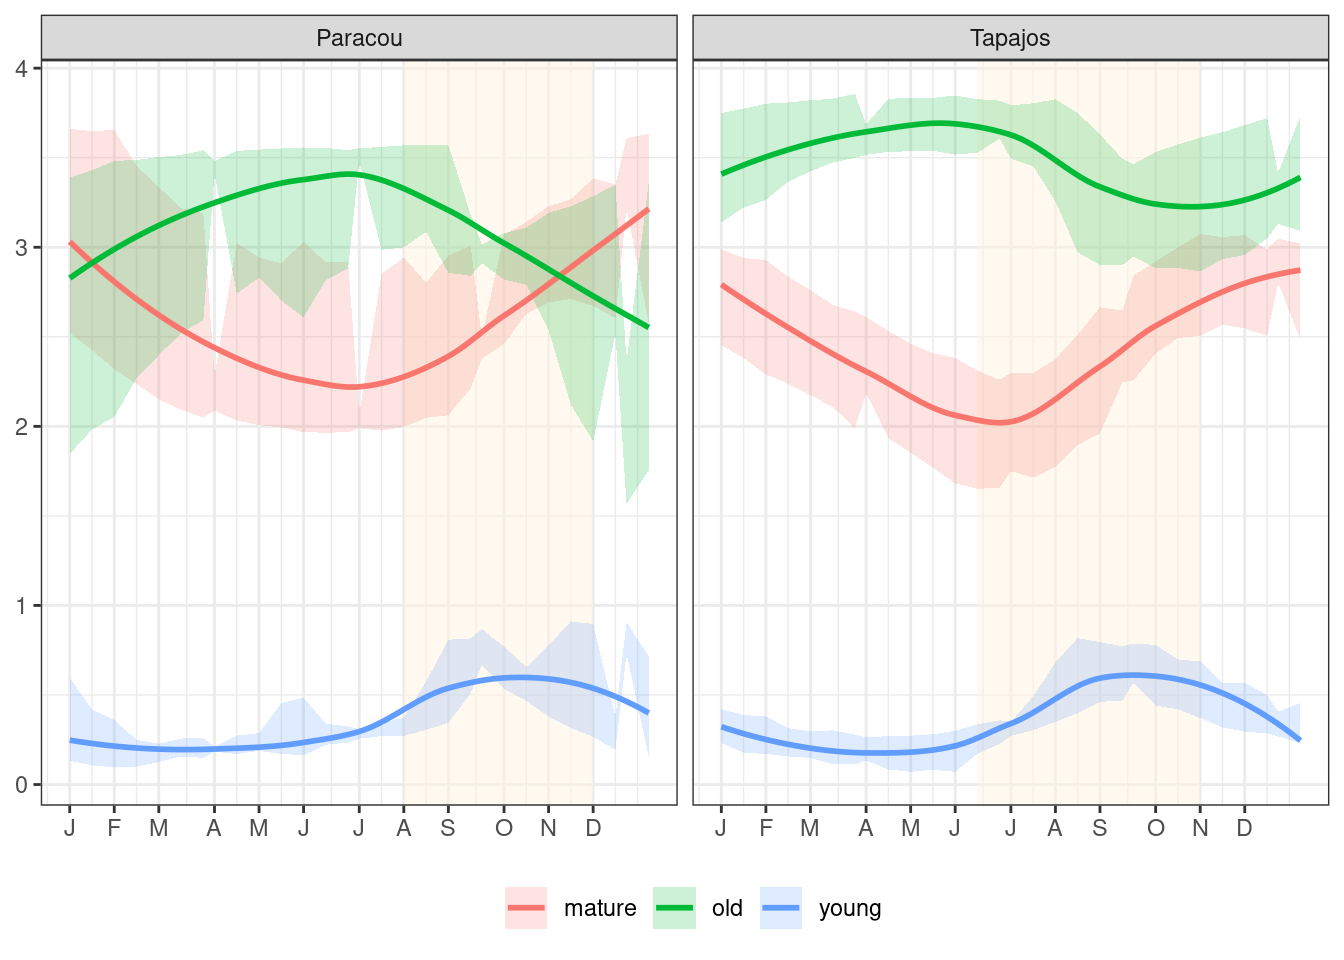 Paracou
Tapajos
4
3
2
1
0
J F M A M J J A S O N D
J F M A M J J A S O N D
mature old young